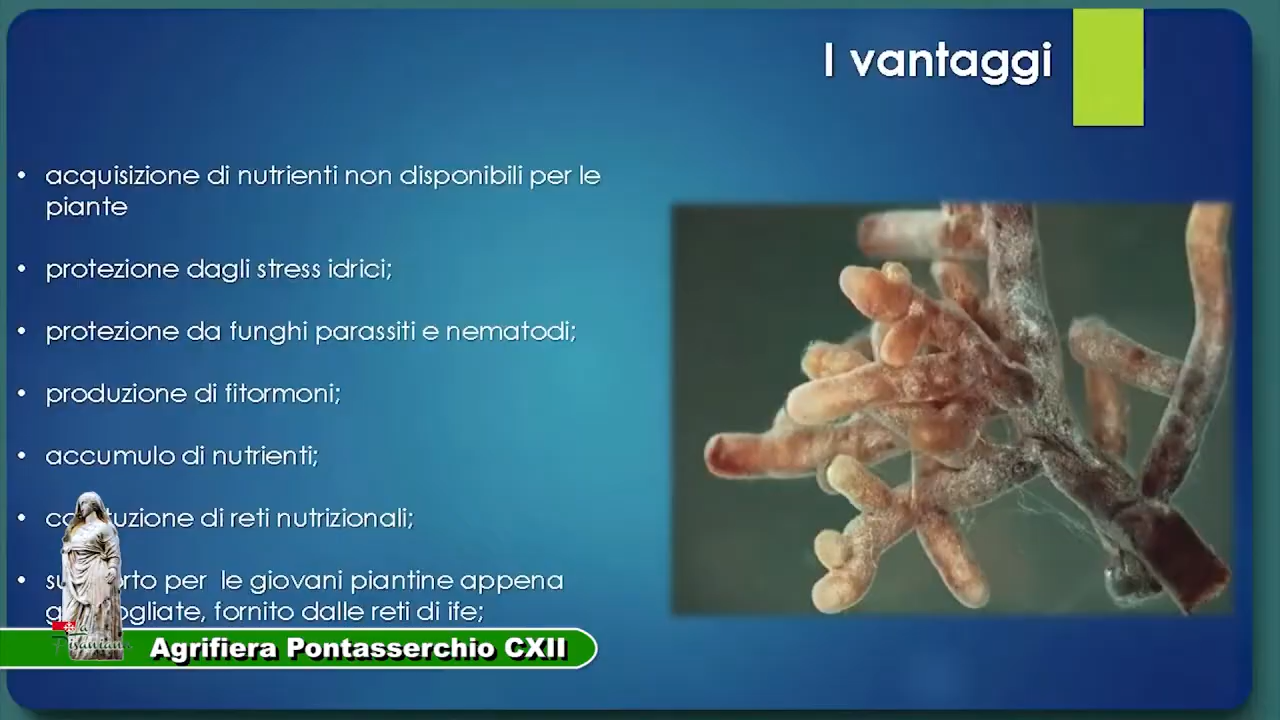 I vantaggi
• acquisizione di nutrienti non disponibili per le
piante
• protezione dagli stress idrici;
• protezione da funghi parassiti e nematodi;
• produzione di fitormoni;
• accumulo di nutrienti;
• di reti nutrizionali;
• per le giovani piantine appena
fornito dalle reti di ife;
Pisaniana
Agrifiera Pontasserchio CXII